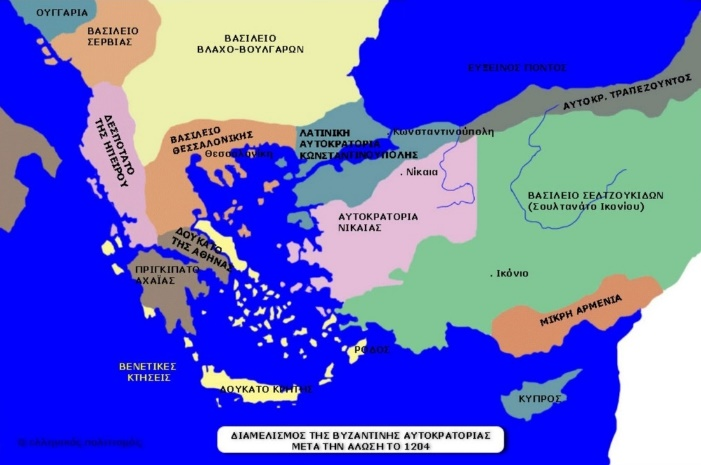 ΟΥΓΓΑΡΙΑ
ΒΑΣΙΛΕΙΟ
ΣΕΡΒΙΑΣ
ΒΑΣΙΛΕΙΟ
ΒΛΑΧΟ-ΒΟΥΛΓΑΡΩΝ
ΕΥΞΕΙΝΟΣ ΠΟΝΤΟΣ
ΑΥΤΟΚΡ. ΤΡΑΠΕΖΟΥΝΤΟΣ
ΔΕΣΠΟΤΑΤΟ
ΤΗΣ ΗΠΕΙΡΟΥ
ΒΑΣΙΛΕΙΟ
ΘΕΣΣΑΛΟΝΙΚΗΣ
Θεσσαλονίκη
ΛΑΤΙΝΙΚΗ
ΑΥΤΟΚΡΑΤΟΡΙΑ
ΚΩΝΣΤΑΝΤΙΝΟΥΠΟΛΗΣ
Κωνσταντινούπολη
. Νίκαια
ΑΥΤΟΚΡΑΤΟΡΙΑ
ΝΙΚΑΙΑΣ
ΒΑΣΙΛΕΙΟ ΣΕΛΤΖΟΥΚΙΔΩΝ
(Σουλτανάτο Ικονίου)
. Ικόνιο
ΔΟΥΚΑΤΟ
ΤΗΣ ΑΘΗΝΑΣ
ΠΡΙΓΚΙΠΑΤΟ
ΑΧΑΪΑΣ
ΜΙΚΡΗ ΑΡΜΕΝΙΑ
ΡΟΔΟΣ
ΒΕΝΕΤΙΚΕΣ
ΚΤΗΣΕΙΣ
ΔΟΥΚΑΤΟ ΚΡΗΤΗΣ
ΚΥΠΡΟΣ
ΔΙΑΜΕΛΙΣΜΟΣ ΤΗΣ ΒΥΖΑΝΤΙΝΗΣ ΑΥΤΟΚΡΑΤΟΡΙΑΣ
ΜΕΤΑ ΤΗΝ ΑΛΩΣΗ ΤΟ 1204